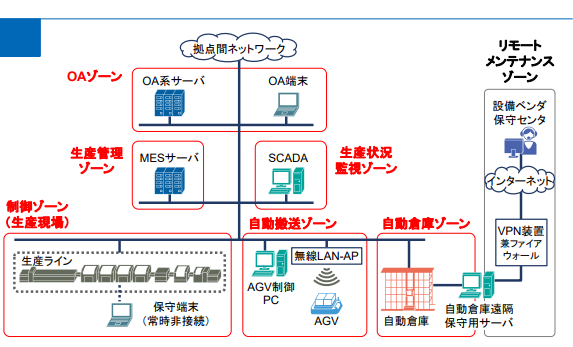 拠点間ネットワーク
OAゾーン
OA系サーバ
OA端末
リモート
メンテナンス
ゾーン
設備ベンダ
保守センタ
生産管理
ゾーン
MESサーバ
SCADA
生産状況
監視ゾーン
インターネット
制御ゾーン
（生産現場）
自動搬送ゾーン
自動倉庫ゾーン
VPN装置
兼ファイア
ウォール
生産ライン
無線LAN-AP
AGV制御
PC
保守端末
（常時非接続）
AGV
自動倉庫
自動倉庫遠隔
保守用サーバ